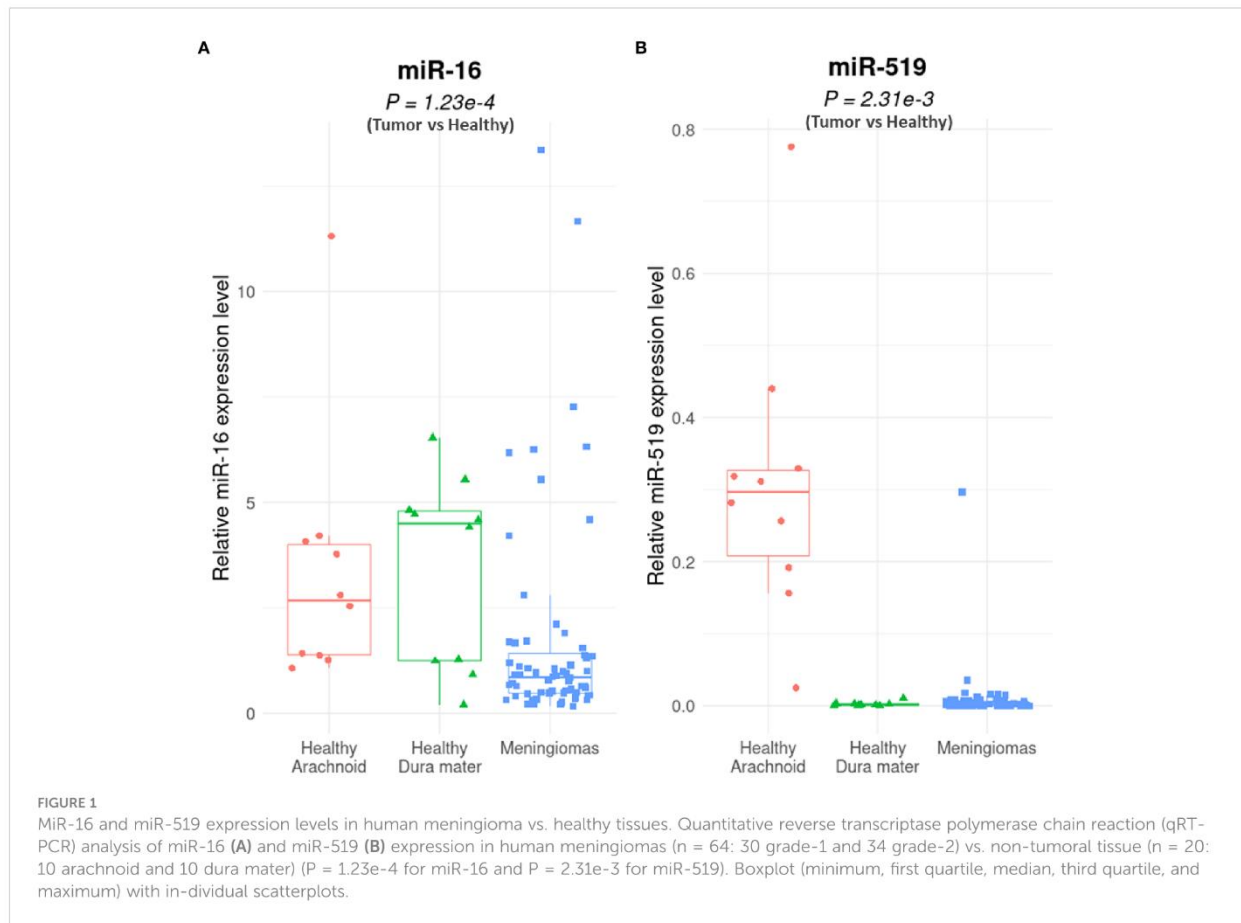 A
miR-16
P = 1.23e-4
(Tumor vs Healthy)
Relative miR-16 expression level
10
5
0
Healthy
Arachnoid
Healthy
Dura mater
Meningiomas
B
miR-519
P = 2.31e-3
(Tumor vs Healthy)
Relative miR-519 expression level
0.8
0.6
0.4
0.2
0.0
Healthy
Arachnoid
Healthy
Dura mater
Meningiomas
FIGURE 1
MiR-16 and miR-519 expression levels in human meningioma vs. healthy tissues. Quantitative reverse transcriptase polymerase chain reaction (qRT-
PCR) analysis of miR-16 (A) and miR-519 (B) expression in human meningiomas (n = 64: 30 grade-1 and 34 grade-2) vs. non-tumoral tissue (n = 20:
10 arachnoid and 10 dura mater) (P = 1.23e-4 for miR-16 and P = 2.31e-3 for miR-519). Boxplot (minimum, first quartile, median, third quartile, and
maximum) with in-dividual scatterplots.